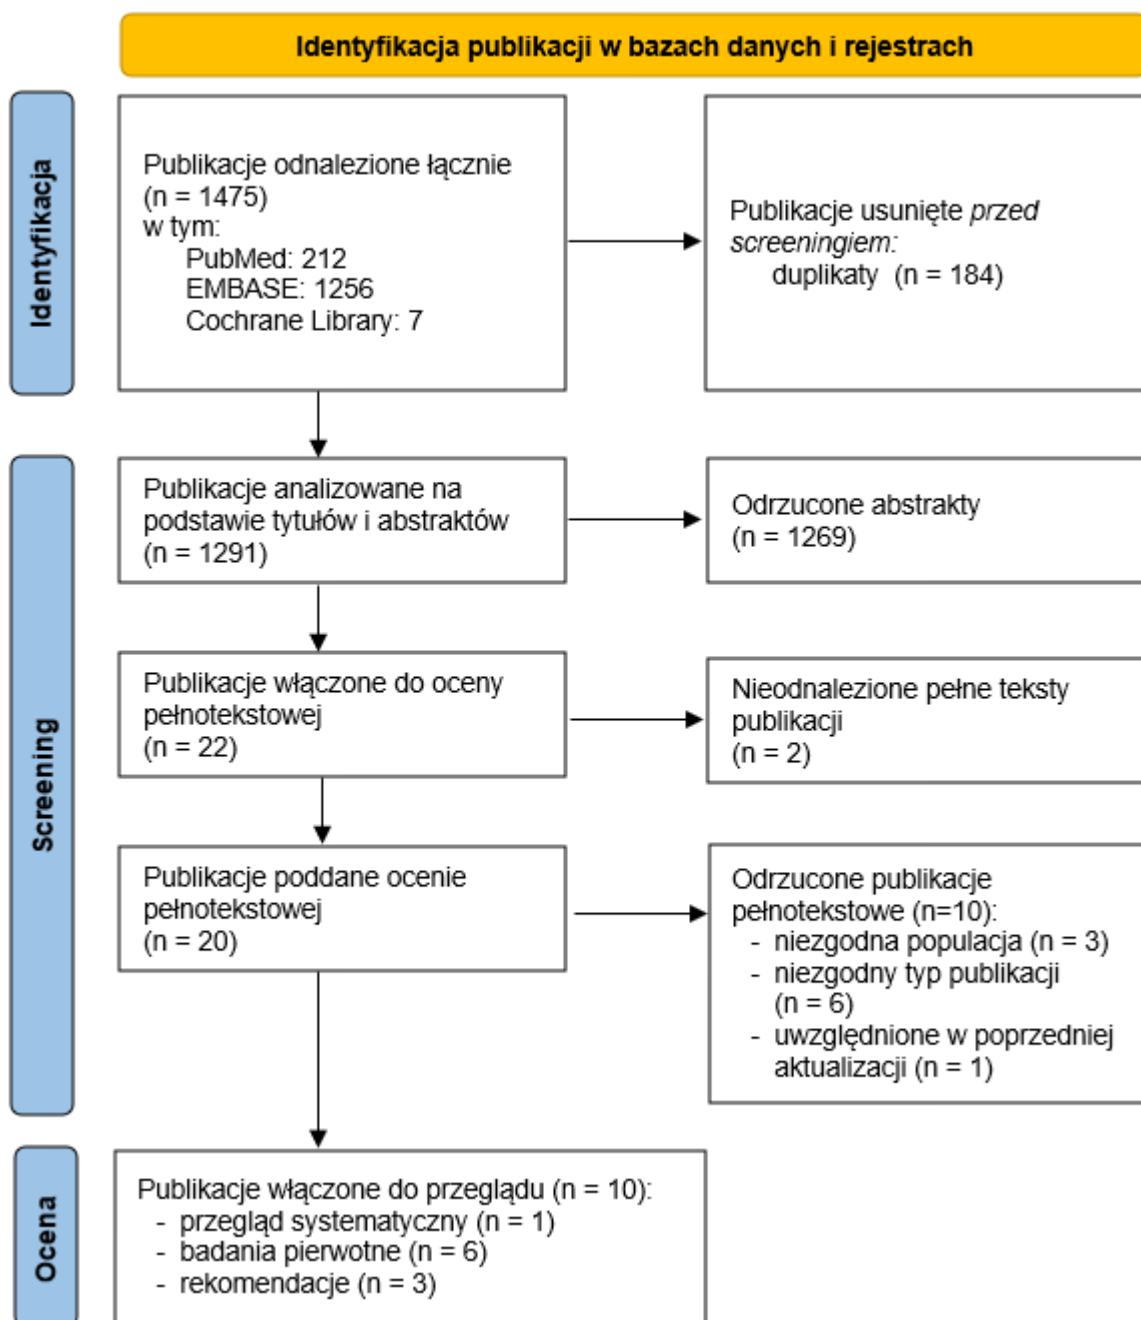 Identyfikacja publikacji w bazach danych i rejestrach
Identyfikacja
Publikacje odnalezione łącznie
(n = 1475)
w tym:
PubMed: 212
EMBASE: 1256
Cochrane Library: 7
Publikacje usunięte przed
screeningiem:
duplikaty (n = 184)
Screening
Publikacje analizowane na
podstawie tytułów i abstraktów
(n = 1291)
Odrzucone abstrakty
(n = 1269)
Publikacje włączone do oceny
pełnotekstowej
(n = 22)
Nieodnalezione pełne teksty
publikacji
(n = 2)
Publikacje poddane ocenie
pełnotekstowej
(n = 20)
Odrzucone publikacje
pełnotekstowe (n=10):
- niezgodna populacja (n = 3)
- niezgodny typ publikacji
(n = 6)
- uwzględnione w poprzedniej
aktualizacji (n = 1)
Ocena
Publikacje włączone do przeglądu (n = 10):
- przegląd systematyczny (n = 1)
- badania pierwotne (n = 6)
- rekomendacje (n = 3)